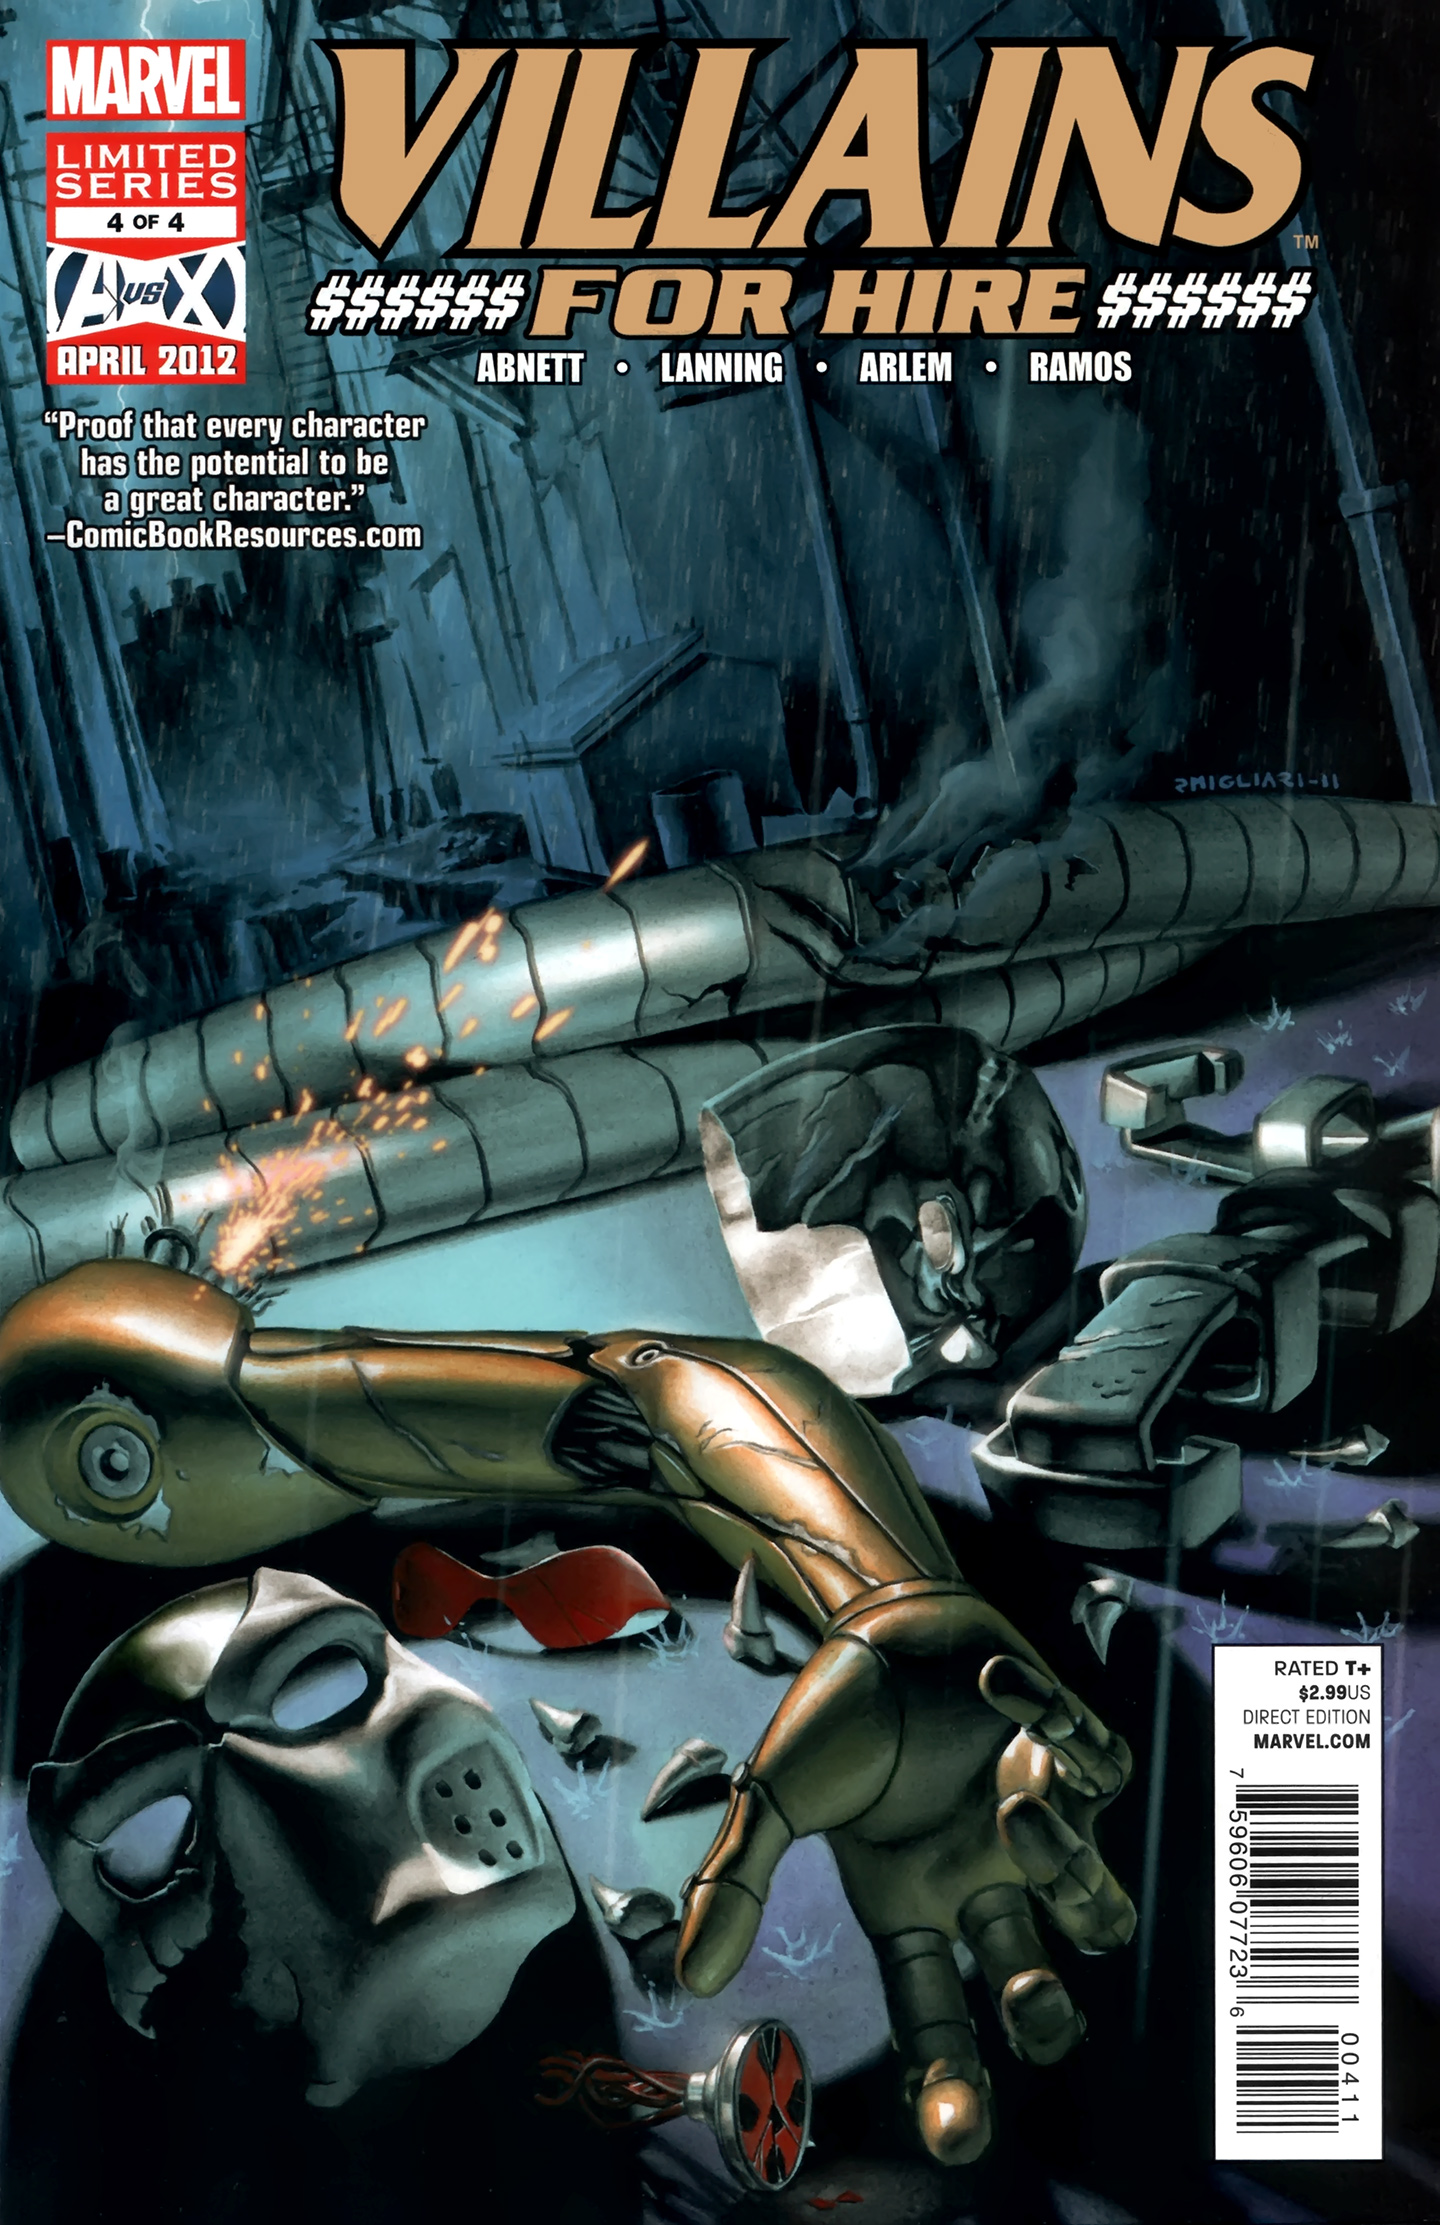 MARVEL
LIMITED
SERIES
4 OF 4
A VS X
APRIL 2012
VILLAINS
TM
$$$$$$ FOR HIRE $$$$$$
ABNETT • LANNING • ARLEM • RAMOS
“Proof that every character
has the potential to be
a great character.”
–ComicBookResources.com
RMIGLIARI-11
RATED T+
$2.99US
DIRECT EDITION
MARVEL.COM
7 59606 07723 6
00411